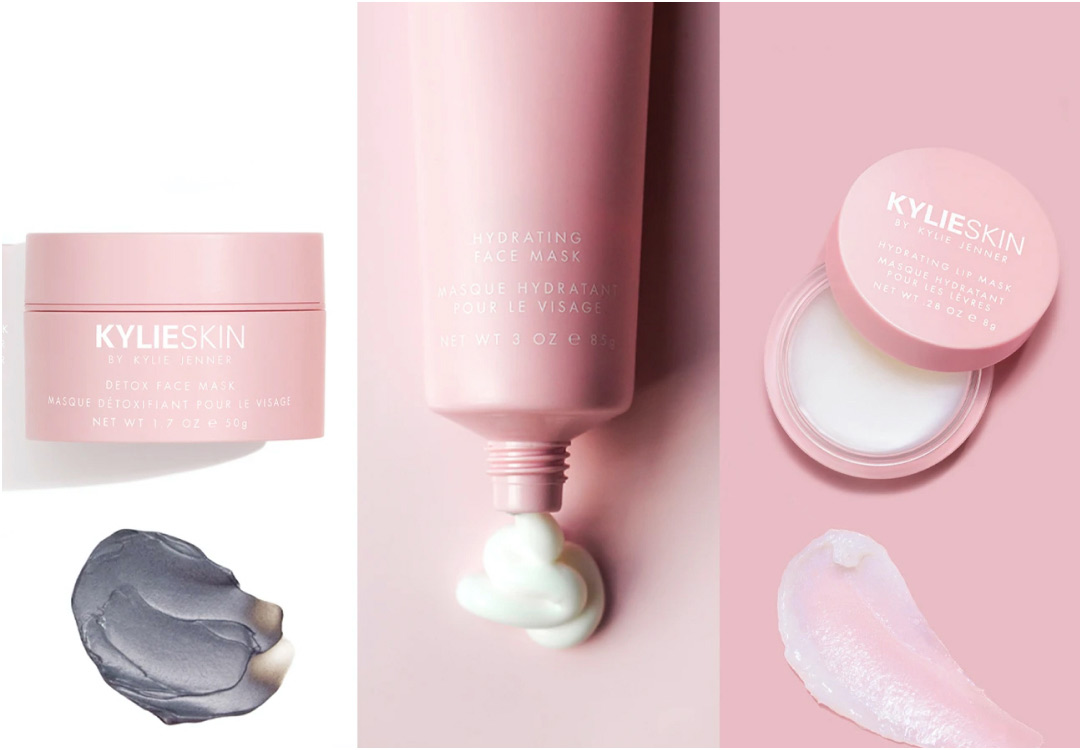 KYLIESKIN
BY KYLIE JENNER
DETOX FACE MASK
MASQUE DÉTOXIFIANT POUR LE VISAGE
NET WT 1.7 OZ ℮ 50g
HYDRATING
FACE MASK
MASQUE HYDRATANT
POUR LE VISAGE
NET WT 3 OZ ℮ 85g
KYLIESKIN
BY KYLIE JENNER
HYDRATING LIP MASK
MASQUE HYDRATANT
POUR LES LÈVRES
NET WT .28 OZ ℮ 8g